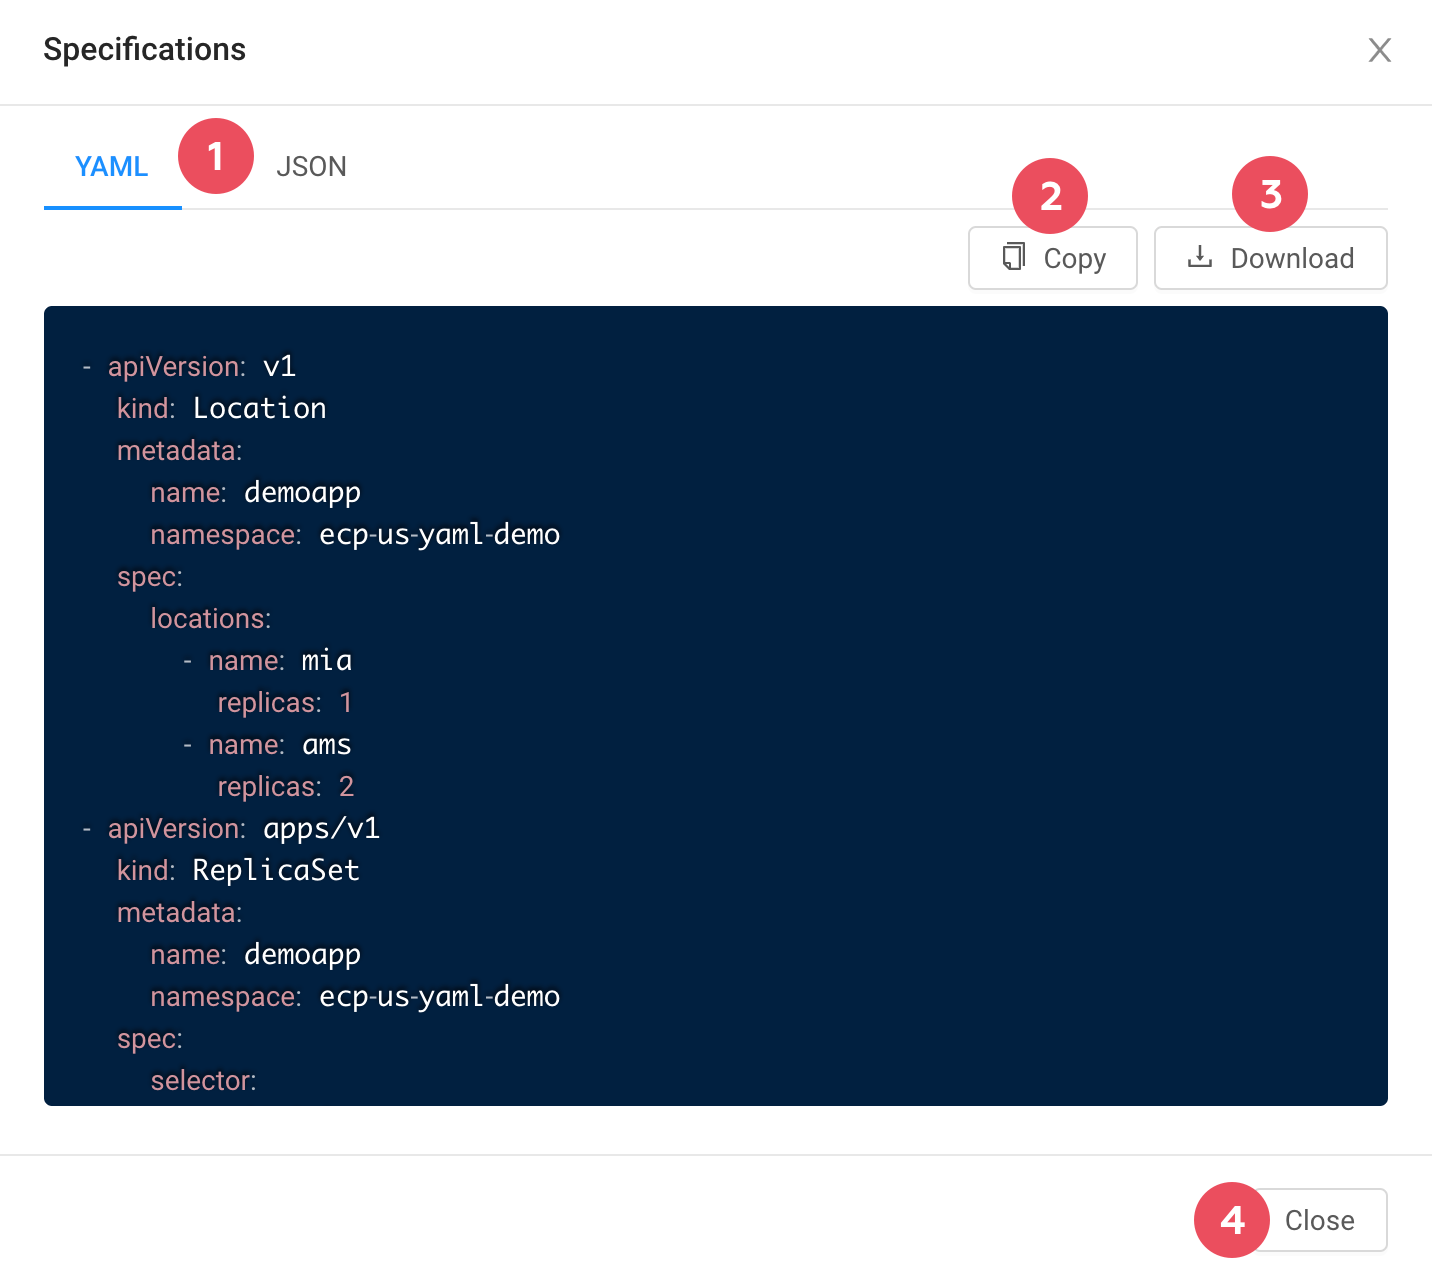 Specifications
X
YAML 1 JSON
2 3
Copy Download
- apiVersion: v1
kind: Location
metadata:
name: demoapp
namespace: ecp-us-yaml-demo
spec:
locations:
- name: mia
replicas: 1
- name: ams
replicas: 2
- apiVersion: apps/v1
kind: ReplicaSet
metadata:
name: demoapp
namespace: ecp-us-yaml-demo
spec:
selector:
4 Close